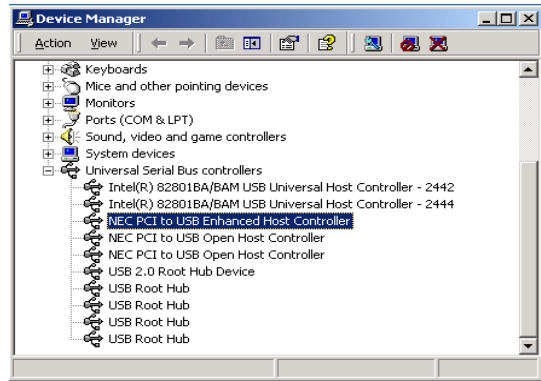 Device Manager
Action View
Keyboards
Mice and other pointing devices
Monitors
Ports (COM & LPT)
Sound, video and game controllers
System devices
Universal Serial Bus controllers
Intel(R) 82801BA/BAM USB Universal Host Controller - 2442
Intel(R) 82801BA/BAM USB Universal Host Controller - 2444
NEC PCI to USB Enhanced Host Controller
NEC PCI to USB Open Host Controller
NEC PCI to USB Open Host Controller
USB 2.0 Root Hub Device
USB Root Hub
USB Root Hub
USB Root Hub
USB Root Hub